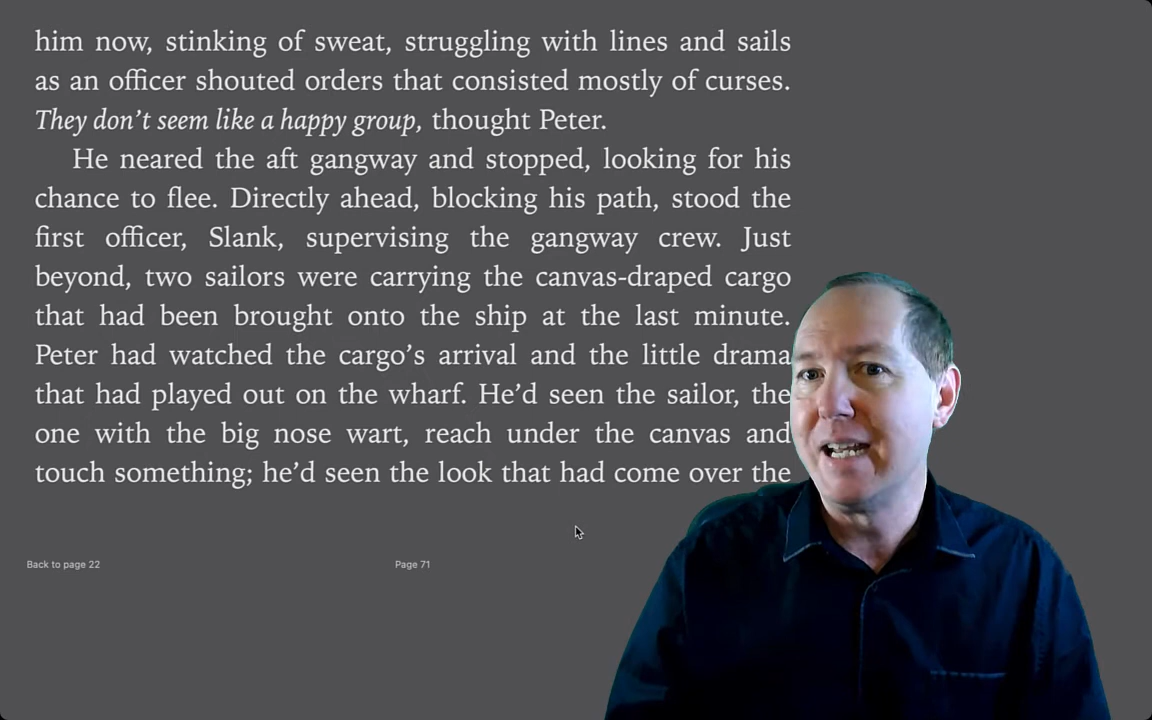 him now, stinking of sweat, struggling with lines and sails
as an officer shouted orders that consisted mostly of curses.
They don’t seem like a happy group, thought Peter.
He neared the aft gangway and stopped, looking for his
chance to flee. Directly ahead, blocking his path, stood the
first officer, Slank, supervising the gangway crew. Just
beyond, two sailors were carrying the canvas-draped cargo
that had been brought onto the ship at the last minute.
Peter had watched the cargo’s arrival and the little drama
that had played out on the wharf. He’d seen the sailor, the
one with the big nose wart, reach under the canvas and
touch something; he’d seen the look that had come over the
Back to page 22
Page 71